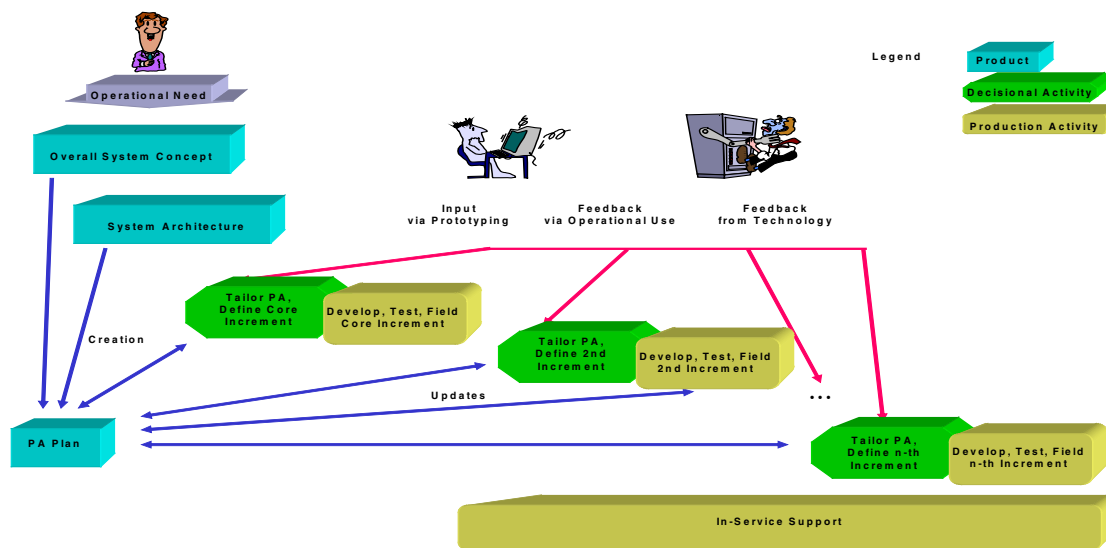 Legend
Product
Decisional Activity
Production Activity
Operational Need
Overall System Concept
System Architecture
Input
via Prototyping
Feedback
via Operational Use
Feedback
from Technology
Tailor PA,
Define Core
Increment
Develop, Test, Field
Core Increment
Creation
Tailor PA,
Define 2nd
Increment
Develop, Test, Field
2nd Increment
Updates
...
PA Plan
Tailor PA,
Define n-th
Increment
Develop, Test, Field
n-th Increment
In-Service Support